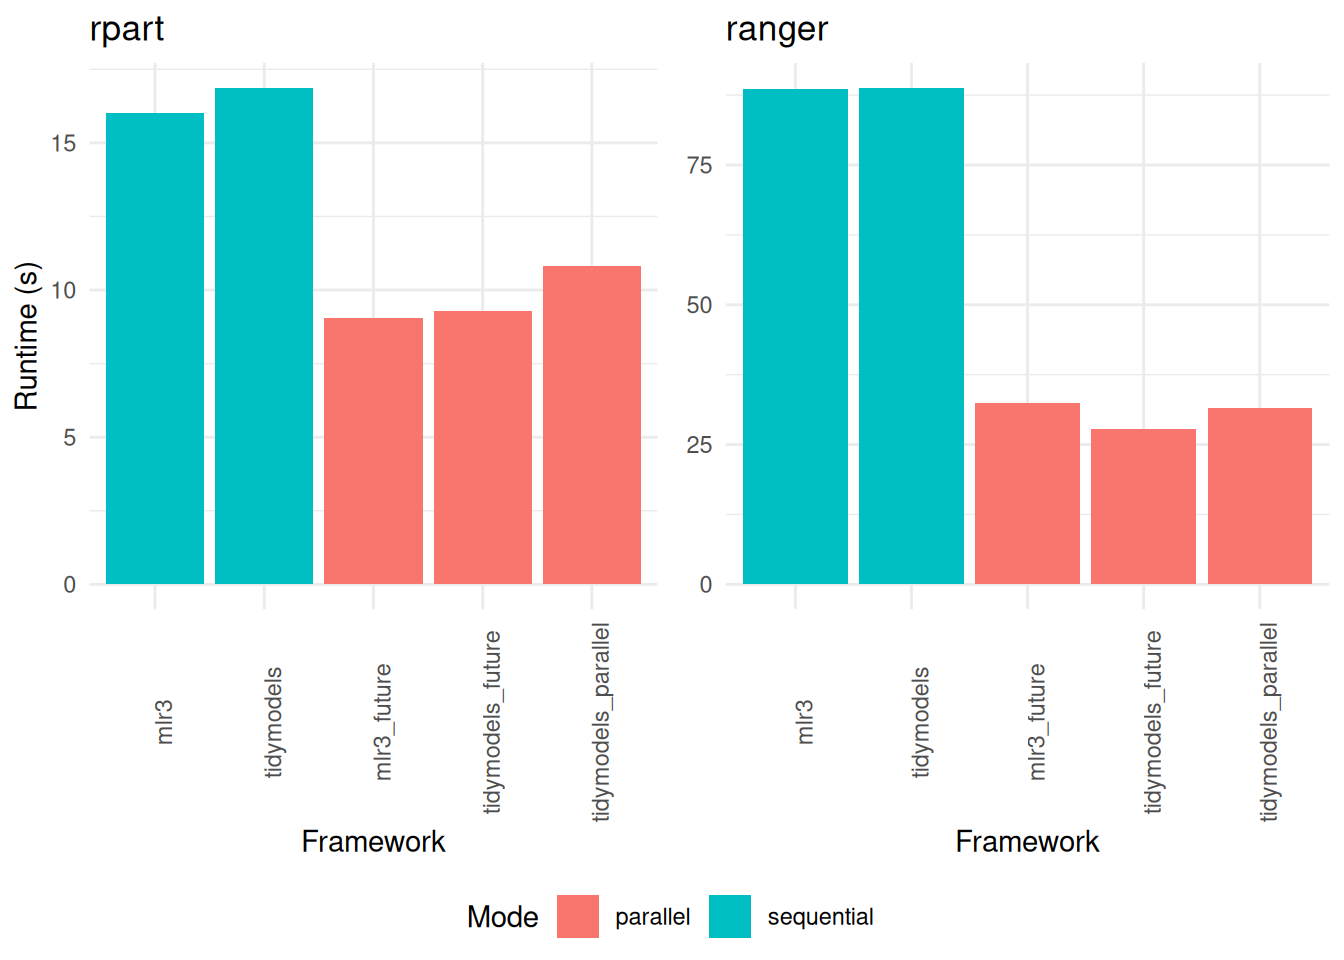 rpart
ranger
Runtime (s)
15
10
5
0
75
50
25
0
mlr3
tidymodels
mlr3_future
tidymodels_future
tidymodels_parallel
mlr3
tidymodels
mlr3_future
tidymodels_future
tidymodels_parallel
Framework
Framework
Mode parallel sequential